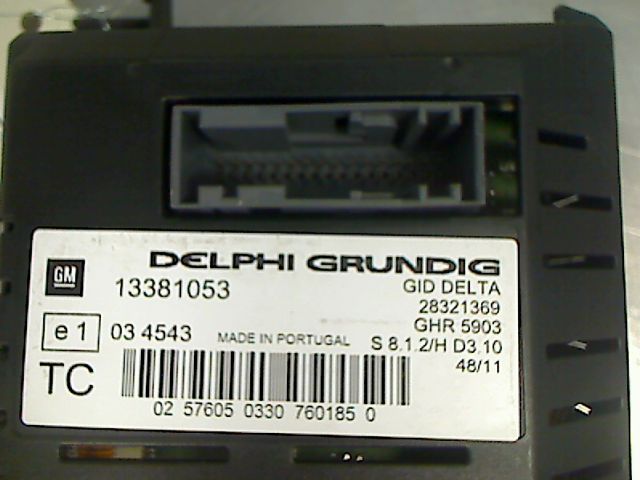 DELPHI GRUNDIG
GM
13381053
GID DELTA
28321369
GHR 5903
e 1
03 4543
MADE IN PORTUGAL
S 8.1.2/H D3.10
48/11
TC
02 57605 0330 760185 0